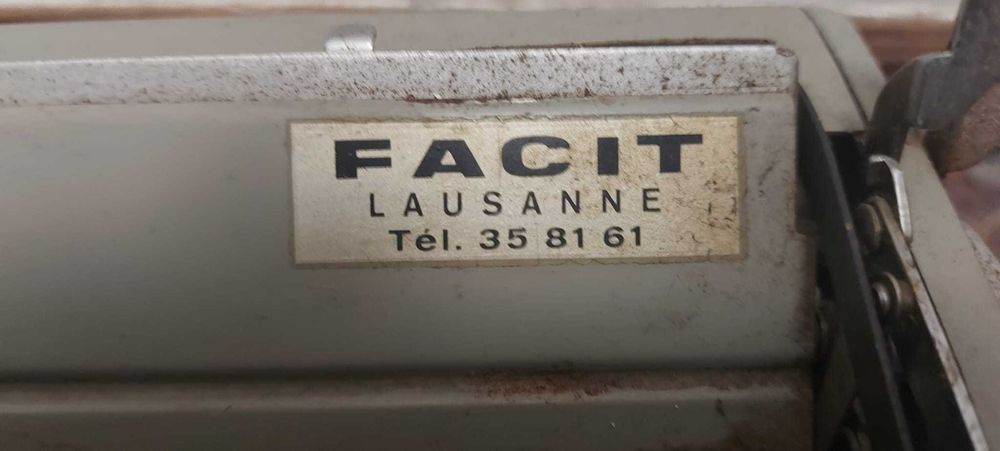 FACIT
LAUSANNE
Tél. 35 81 61